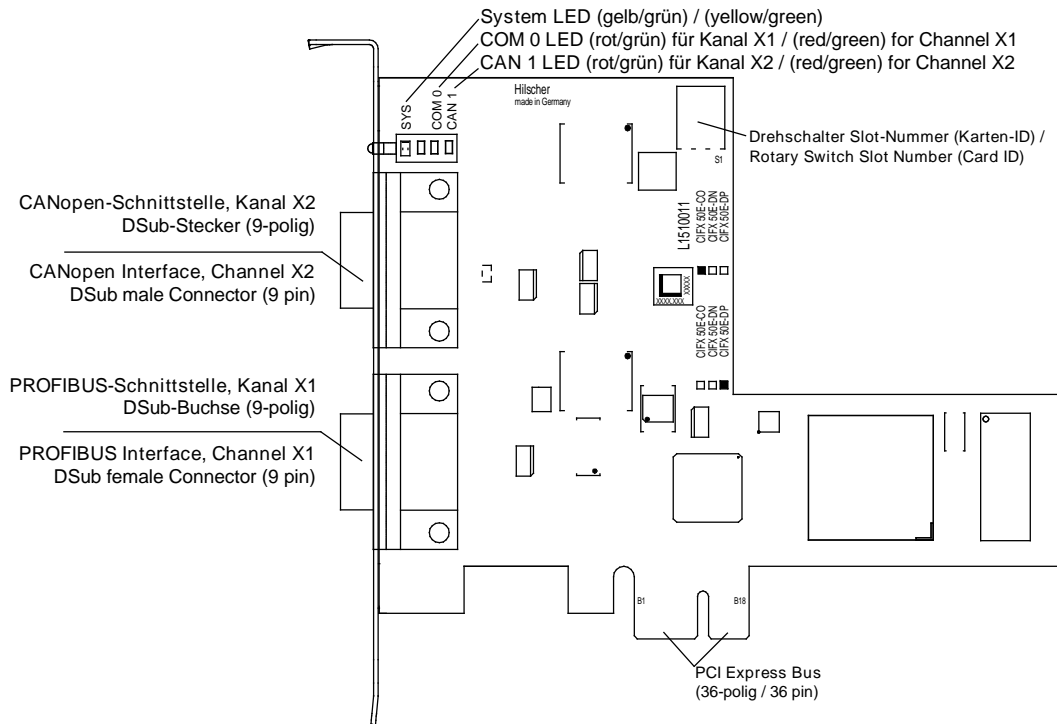 System LED (gelb/grün) / (yellow/green)
COM 0 LED (rot/grün) für Kanal X1 / (red/green) for Channel X1
CAN 1 LED (rot/grün) für Kanal X2 / (red/green) for Channel X2
SYS
COM 0
CAN 1
Hilscher
made in Germany
S1
Drehschalter Slot-Nummer (Karten-ID) /
Rotary Switch Slot Number (Card ID)
CANopen-Schnittstelle, Kanal X2
DSub-Stecker (9-polig)
CANopen Interface, Channel X2
DSub male Connector (9 pin)
L1510011
CIFX 50E-CO
CIFX 50E-DN
CIFX 50E-DP
XXXXX
XXXX.XXX
CIFX 50E-CO
CIFX 50E-DN
CIFX 50E-DP
PROFIBUS-Schnittstelle, Kanal X1
DSub-Buchse (9-polig)
PROFIBUS Interface, Channel X1
DSub female Connector (9 pin)
B1
B18
PCI Express Bus
(36-polig / 36 pin)